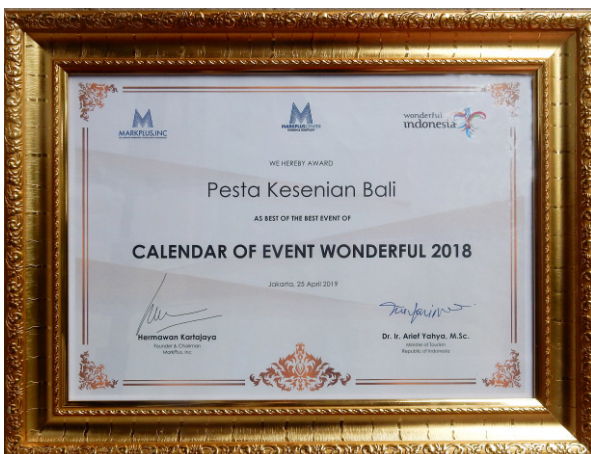 MARKPLUS,INC
MARKPLUS
wonderful
indonesia
WE HEREBY AWARD
Pesta Kesenian Bali
AS BEST OF THE BEST EVENT OF
CALENDAR OF EVENT WONDERFUL 2018
Jakarta, 25 April 2019
Hermawan Kartajaya
Founder & Chairman
MarkPlus, Inc
Dr. Ir. Arief Yahya, M.Sc.
Minister of Tourism
Republic of Indonesia